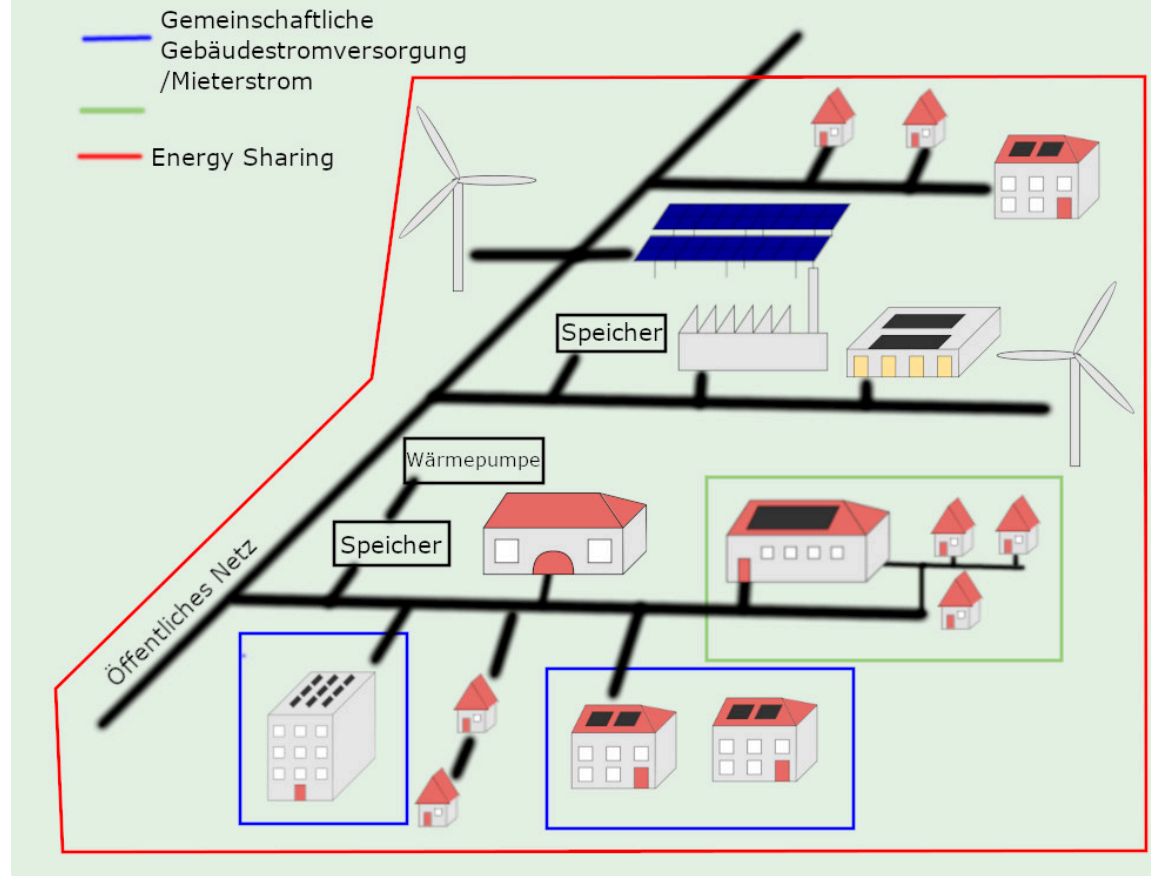 Gemeinschaftliche
Gebäudestromversorgung
/Mieterstrom
Energy Sharing
Speicher
Wärmepumpe
Speicher
Öffentliches Netz